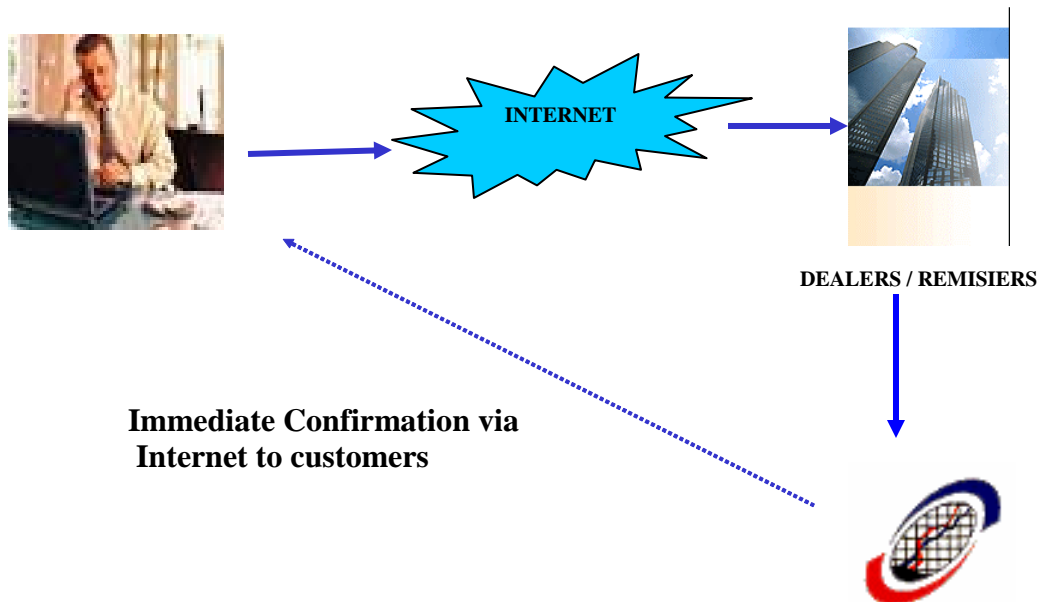 INTERNET
DEALERS / REMISIERS
Immediate Confirmation via
Internet to customers